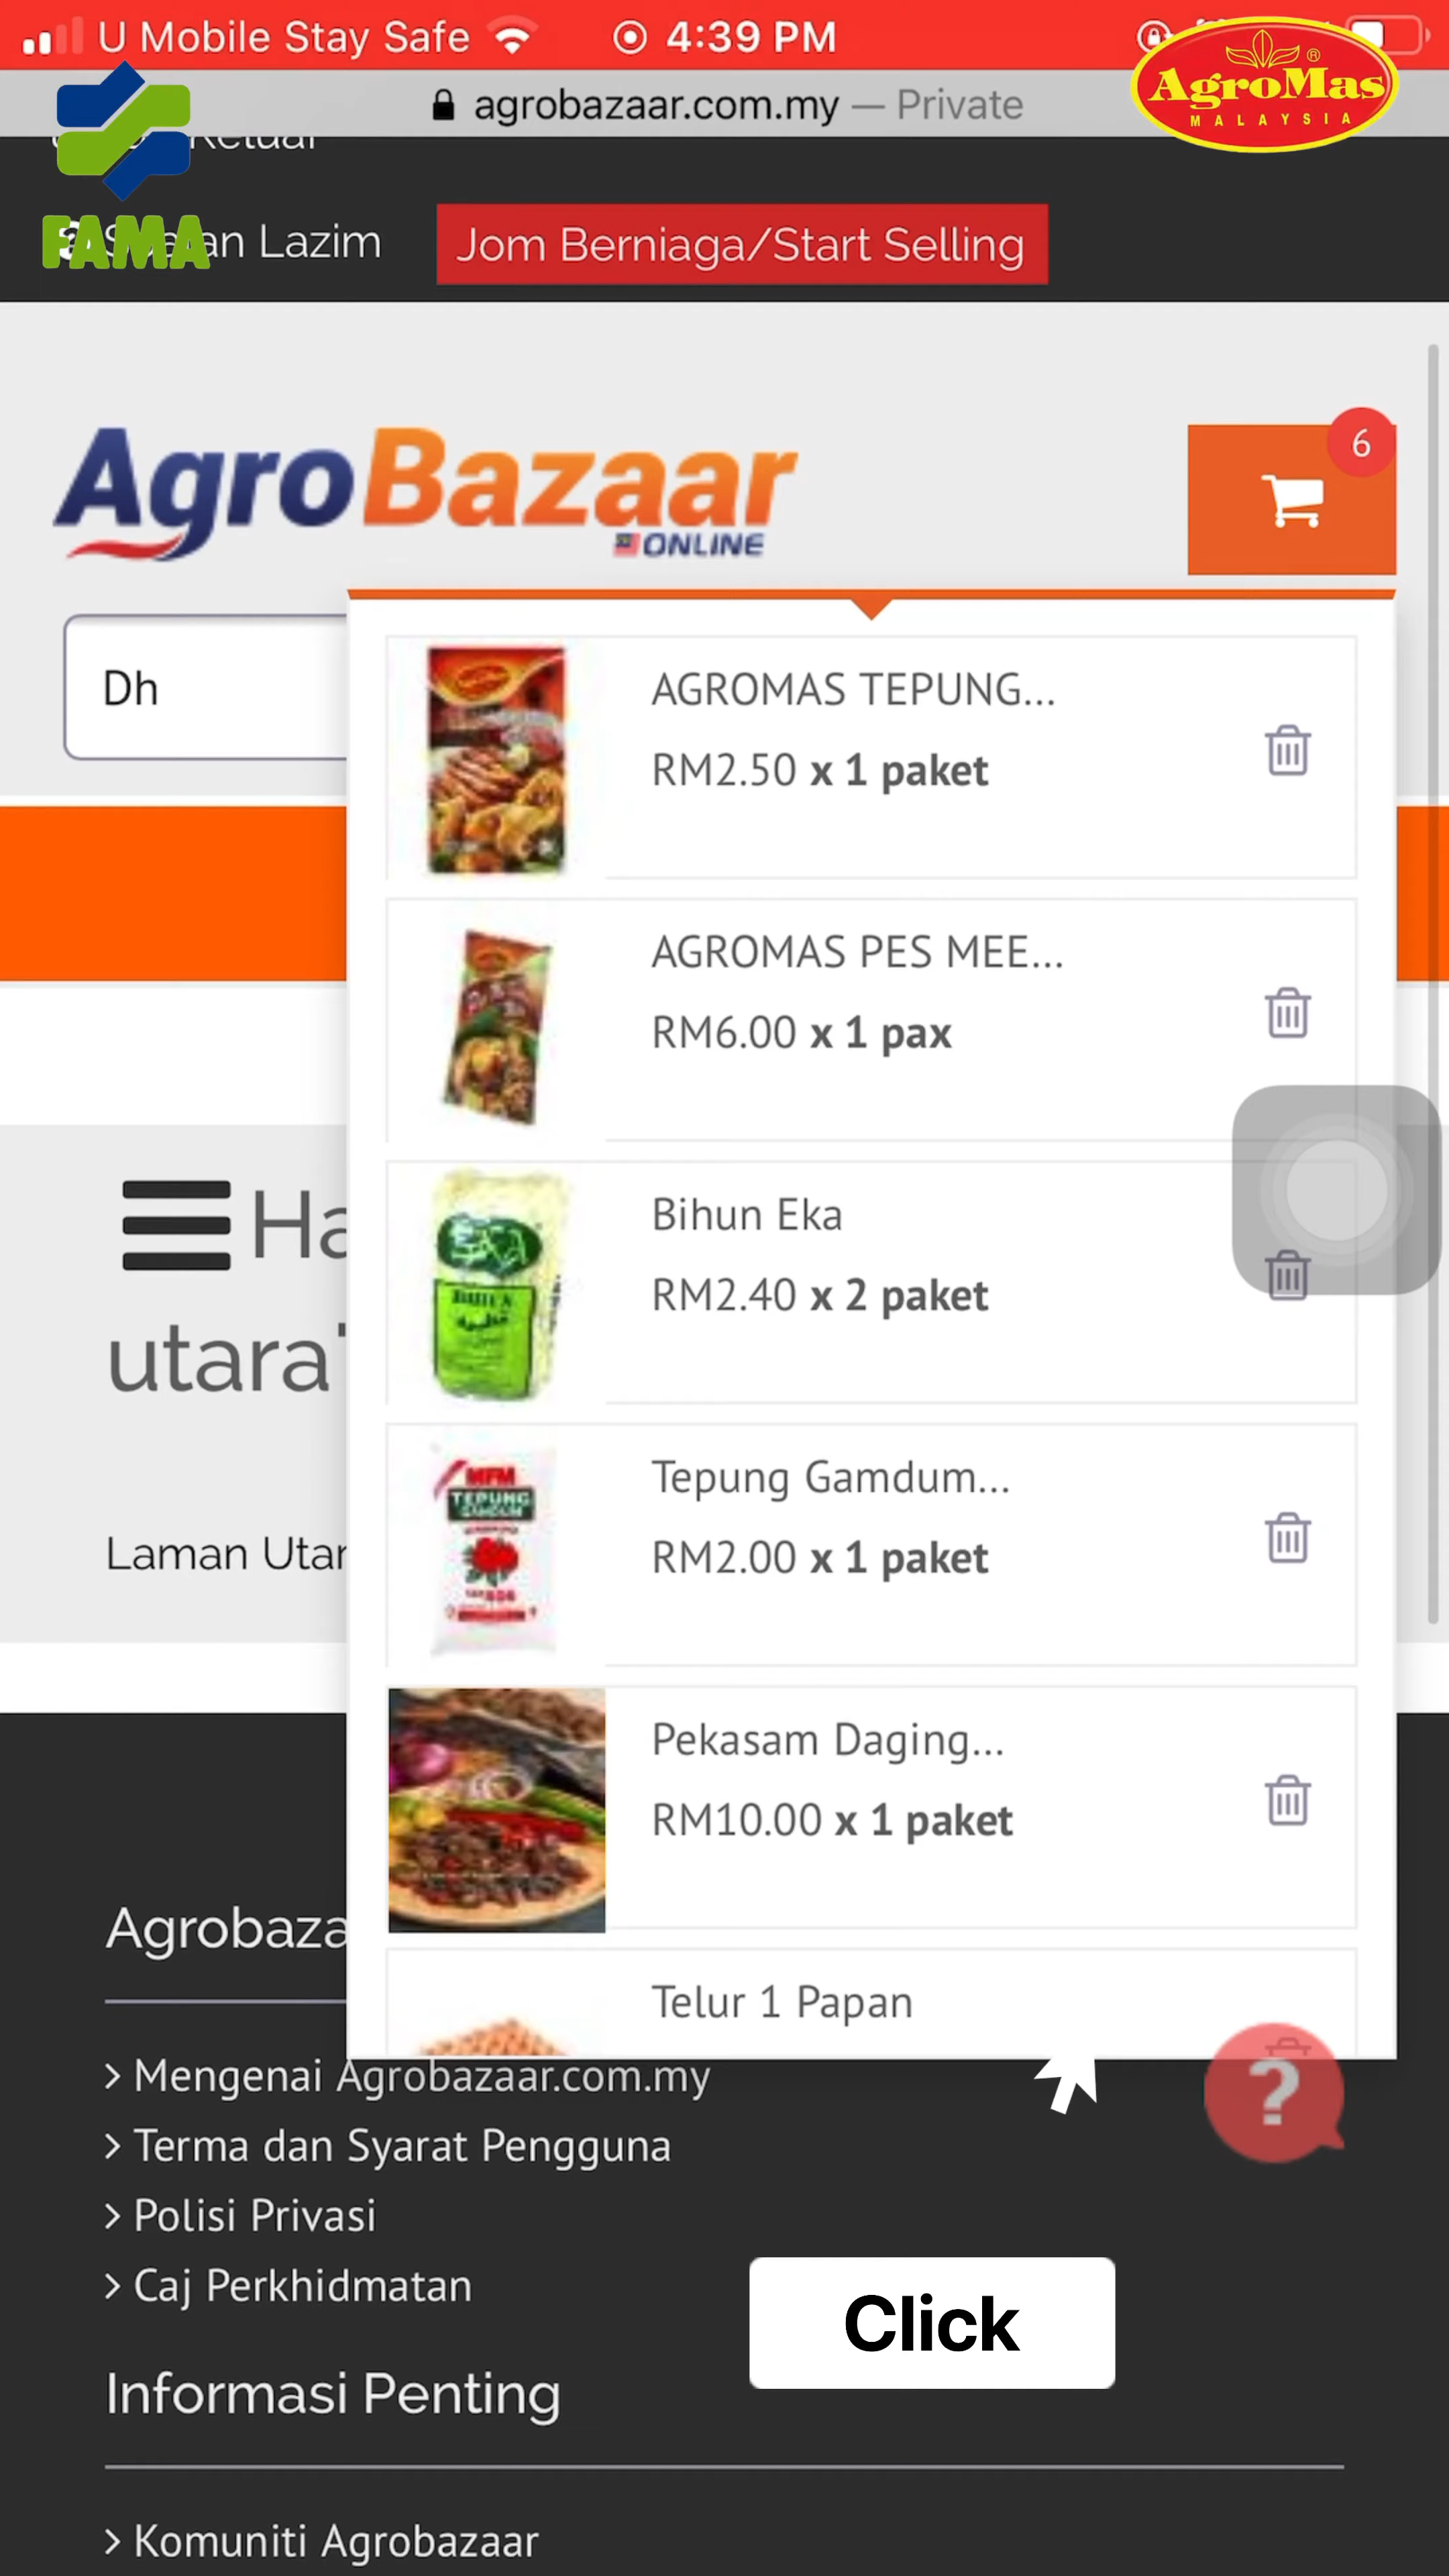 U Mobile Stay Safe
4:39 PM
agrobazaar.com.my — Private
AgroMas®
MALAYSIA
FAMA
Lazim
Jom Berniaga/Start Selling
AgroBazaar
ONLINE
6
Dh
AGROMAS TEPUNG...
RM2.50 x 1 paket
AGROMAS PES MEE...
RM6.00 x 1 pax
Bihun Eka
RM2.40 x 2 paket
MFM
TEPUNG
GANDUM
Tepung Gamdum...
RM2.00 x 1 paket
utara'
Laman Utar
Pekasam Daging...
RM10.00 x 1 paket
Telur 1 Papan
Agrobaza
> Mengenai Agrobazaar.com.my
> Terma dan Syarat Pengguna
> Polisi Privasi
> Caj Perkhidmatan
?
Click
Informasi Penting
> Komuniti Agrobazaar